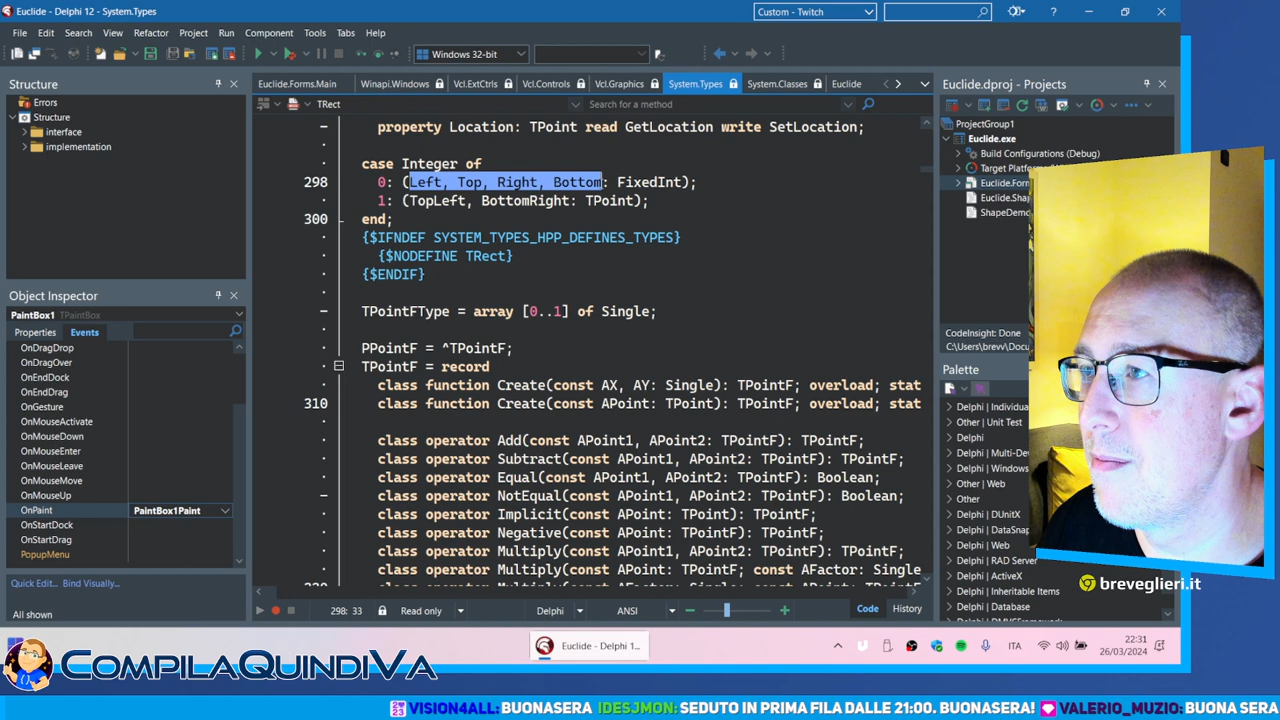 Euclide - Delphi 12 - System.Types
Custom - Twitch
File Edit Search View Refactor Project Run Component Tools Tabs Help
Windows 32-bit
Structure
Errors
Structure
interface
implementation
Object Inspector
PaintBox1 TPaintBox
Properties Events
OnDragDrop
OnDragOver
OnEndDock
OnEndDrag
OnGesture
OnMouseActivate
OnMouseDown
OnMouseEnter
OnMouseLeave
OnMouseMove
OnMouseUp
OnPaint PaintBox1Paint
OnStartDock
OnStartDrag
PopupMenu
Quick Edit... Bind Visually...
All shown
Euclide.Forms.Main Winapi.Windows Vcl.ExtCtrls Vcl.Controls Vcl.Graphics System.Types System.Classes Euclide
TRect
Search for a method
property Location: TPoint read GetLocation write SetLocation;
case Integer of
298 0: (Left, Top, Right, Bottom: FixedInt);
1: (TopLeft, BottomRight: TPoint);
300 end;
{$IFNDEF SYSTEM_TYPES_HPP_DEFINES_TYPES}
{$NODEFINE TRect}
{$ENDIF}
TPointFType = array [0..1] of Single;
PPointF = ^TPointF;
TPointF = record
class function Create(const AX, AY: Single): TPointF; overload; stat
310 class function Create(const APoint: TPoint): TPointF; overload; stat
class operator Add(const APoint1, APoint2: TPointF): TPointF;
class operator Subtract(const APoint1, APoint2: TPointF): TPointF;
class operator Equal(const APoint1, APoint2: TPointF): Boolean;
class operator NotEqual(const APoint1, APoint2: TPointF): Boolean;
class operator Implicit(const APoint: TPoint): TPointF;
class operator Negative(const APoint: TPointF): TPointF;
class operator Multiply(const APoint1, APoint2: TPointF): TPointF;
class operator Multiply(const APoint: TPointF; const AFactor: Single
298: 33 Read only Delphi ANSI Code History
Euclide.dproj - Projects
ProjectGroup1
Euclide.exe
Build Configurations (Debug)
Target Platforms
Euclide.Form
Euclide.Sha
ShapeDemo
CodeInsight: Done
C:\Users\brevv\...\Eu
Palette
Delphi | Individua
Other | Unit Test
Delphi
Delphi | Multi-De
Delphi | Windows
Other | Web
Other
Delphi | DUnitX
Delphi | DataSnap
Delphi | Web
Delphi | RAD Server
Delphi | ActiveX
Delphi | Inheritable Items
Delphi | Database
breveglieri.it
Euclide - Delphi 1...
ITA
22:31
26/03/2024
COMPILAQUINDIVA
VISION4ALL: BUONASERA IDESJMON: SEDUTO IN PRIMA FILA DALLE 21:00. BUONASERA! VALERIO_MUZIO: BUONA SERA